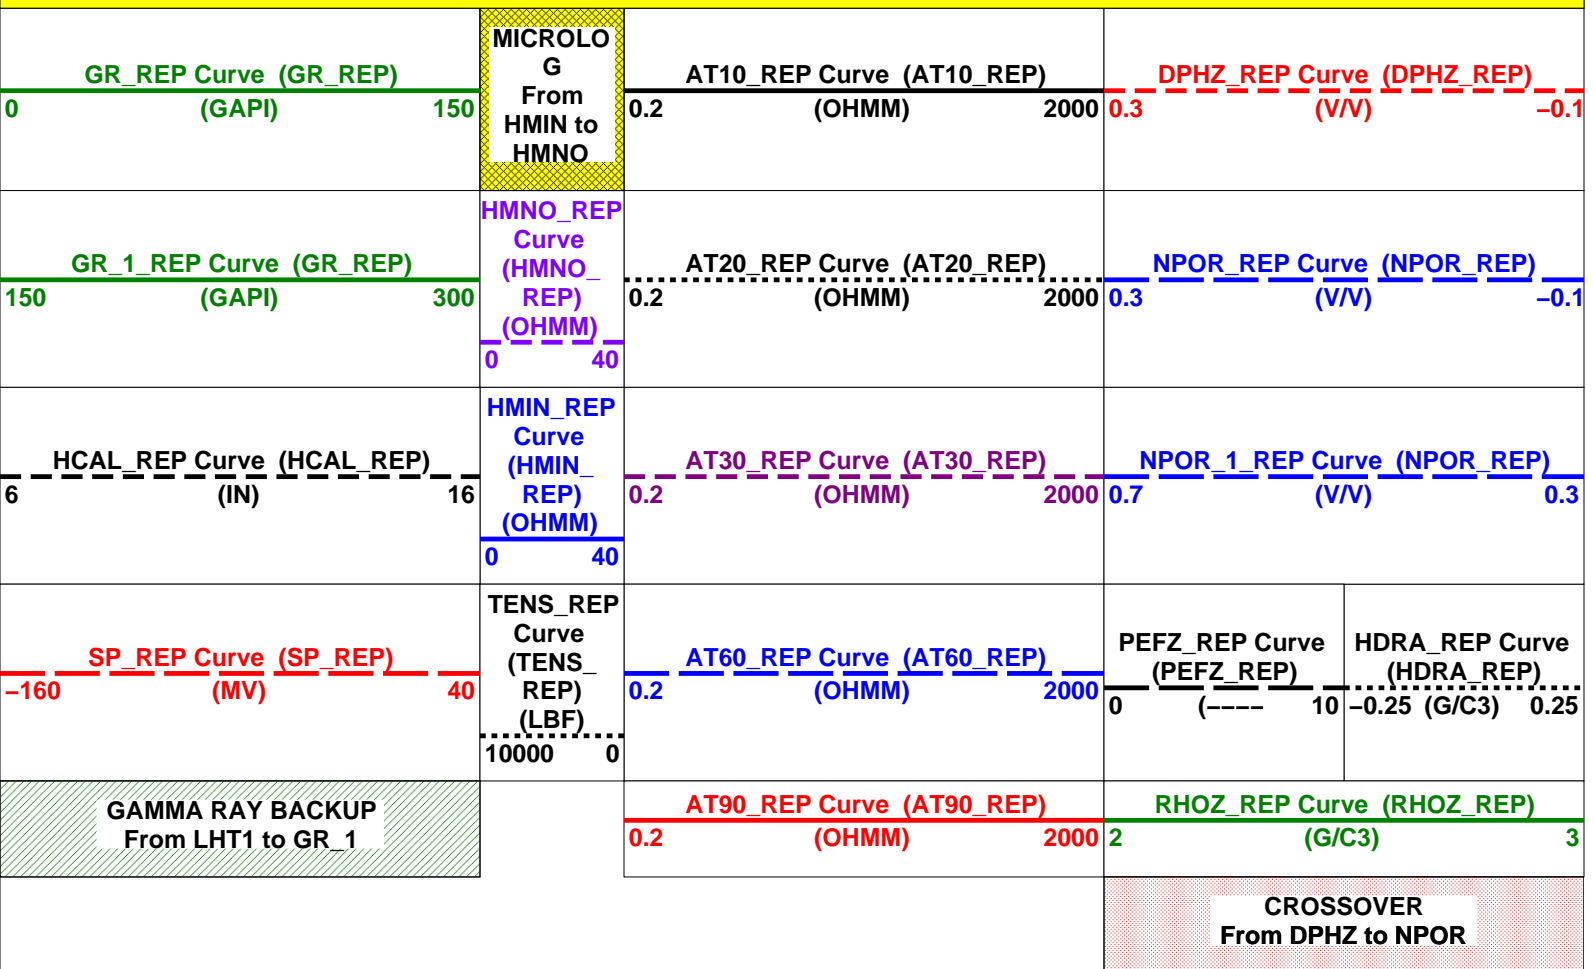 GR_REP Curve (GR_REP)
0 (GAPI) 150
MICROLO
G
From
HMIN to
HMNO
AT10_REP Curve (AT10_REP)
0.2 (OHMM) 2000
DPHZ_REP Curve (DPHZ_REP)
0.3 (V/V) −0.1
GR_1_REP Curve (GR_REP)
150 (GAPI) 300
HMNO_REP
Curve
(HMNO_
REP)
(OHMM)
0 40
AT20_REP Curve (AT20_REP)
0.2 (OHMM) 2000
NPOR_REP Curve (NPOR_REP)
0.3 (V/V) −0.1
HCAL_REP Curve (HCAL_REP)
6 (IN) 16
HMIN_REP
Curve
(HMIN_
REP)
(OHMM)
0 40
AT30_REP Curve (AT30_REP)
0.2 (OHMM) 2000
NPOR_1_REP Curve (NPOR_REP)
0.7 (V/V) 0.3
SP_REP Curve (SP_REP)
−160 (MV) 40
TENS_REP
Curve
(TENS_
REP)
(LBF)
10000 0
AT60_REP Curve (AT60_REP)
0.2 (OHMM) 2000
PEFZ_REP Curve
(PEFZ_REP)
0 (−−−− 10
HDRA_REP Curve
(HDRA_REP)
−0.25 (G/C3) 0.25
GAMMA RAY BACKUP
From LHT1 to GR_1
AT90_REP Curve (AT90_REP)
0.2 (OHMM) 2000
RHOZ_REP Curve (RHOZ_REP)
2 (G/C3) 3
CROSSOVER
From DPHZ to NPOR